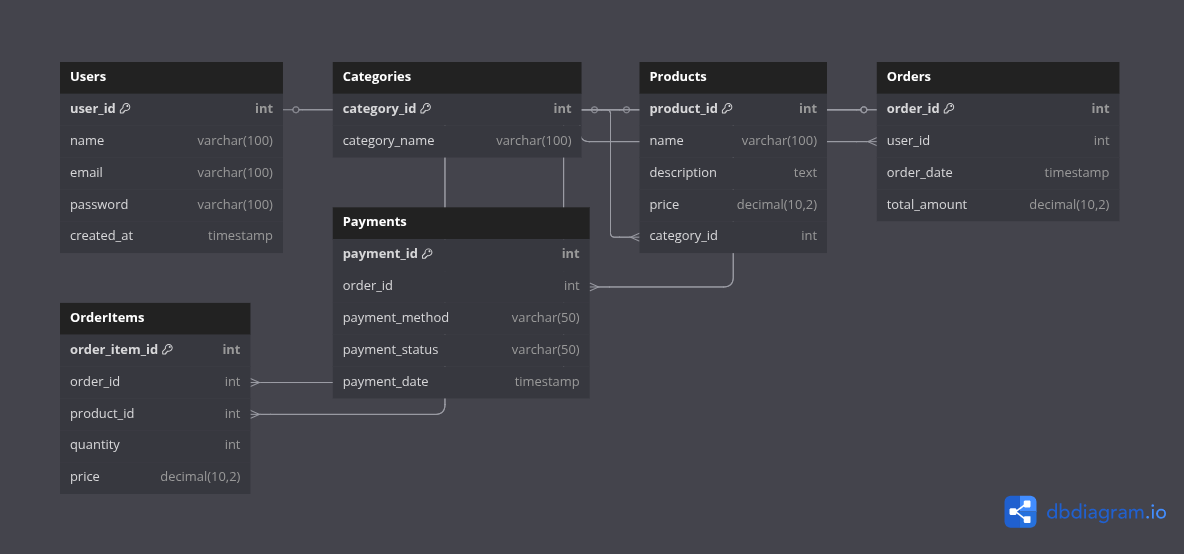 Users
user_id int
name varchar(100)
email varchar(100)
password varchar(100)
created_at timestamp
Categories
category_id int
category_name varchar(100)
Products
product_id int
name varchar(100)
description text
price decimal(10,2)
category_id int
Orders
order_id int
user_id int
order_date timestamp
total_amount decimal(10,2)
Payments
payment_id int
order_id int
payment_method varchar(50)
payment_status varchar(50)
payment_date timestamp
OrderItems
order_item_id int
order_id int
product_id int
quantity int
price decimal(10,2)
dbdiagram.io